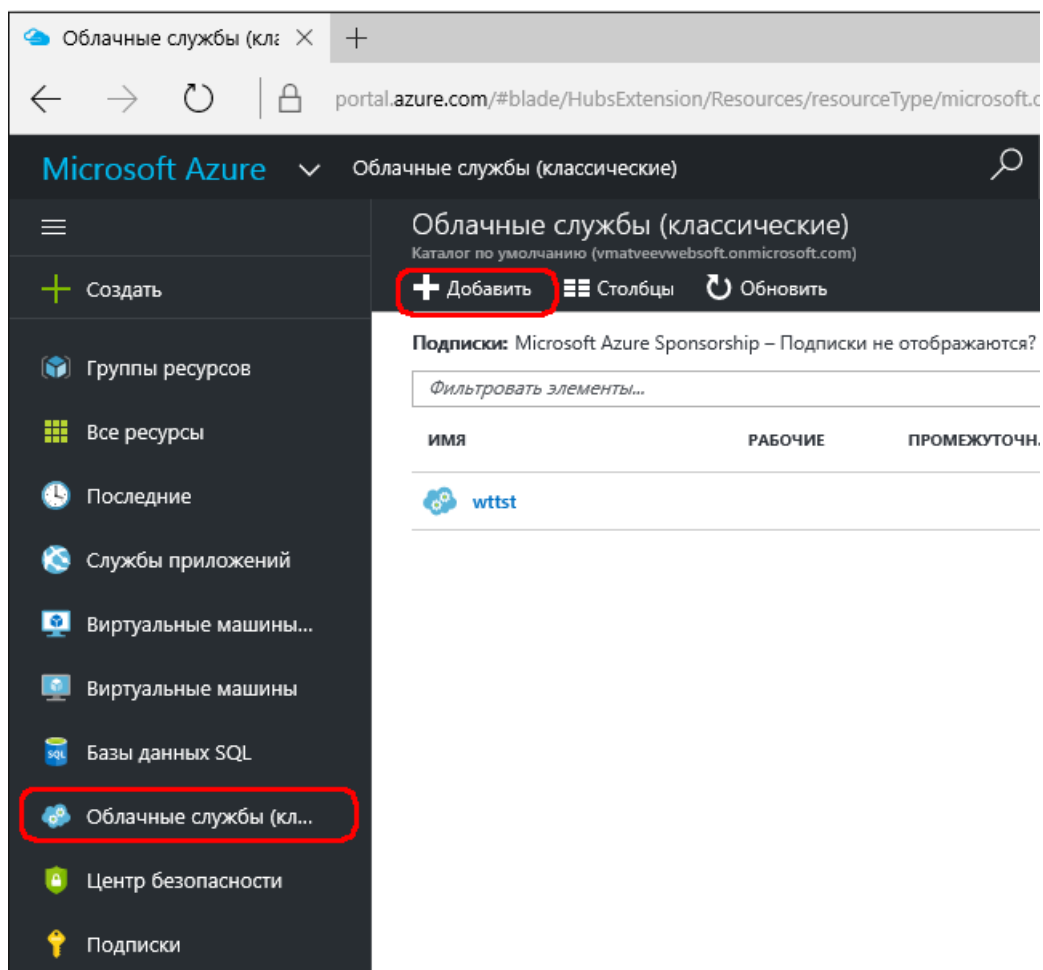 Облачные службы (кла
portal.azure.com/#blade/HubsExtension/Resources/resourceType/microsoft.c
Microsoft Azure
Облачные службы (классические)
Облачные службы (классические)
Каталог по умолчанию (vmatveevwebsoft.onmicrosoft.com)
Создать
Добавить
Столбцы
Обновить
Подписки: Microsoft Azure Sponsorship – Подписки не отображаются?
Фильтровать элементы...
ИМЯ
РАБОЧИЕ
ПРОМЕЖУТОЧН.
wttst
Группы ресурсов
Все ресурсы
Последние
Службы приложений
Виртуальные машины...
Виртуальные машины
SQL
Базы данных SQL
Облачные службы (кл...
Центр безопасности
Подписки